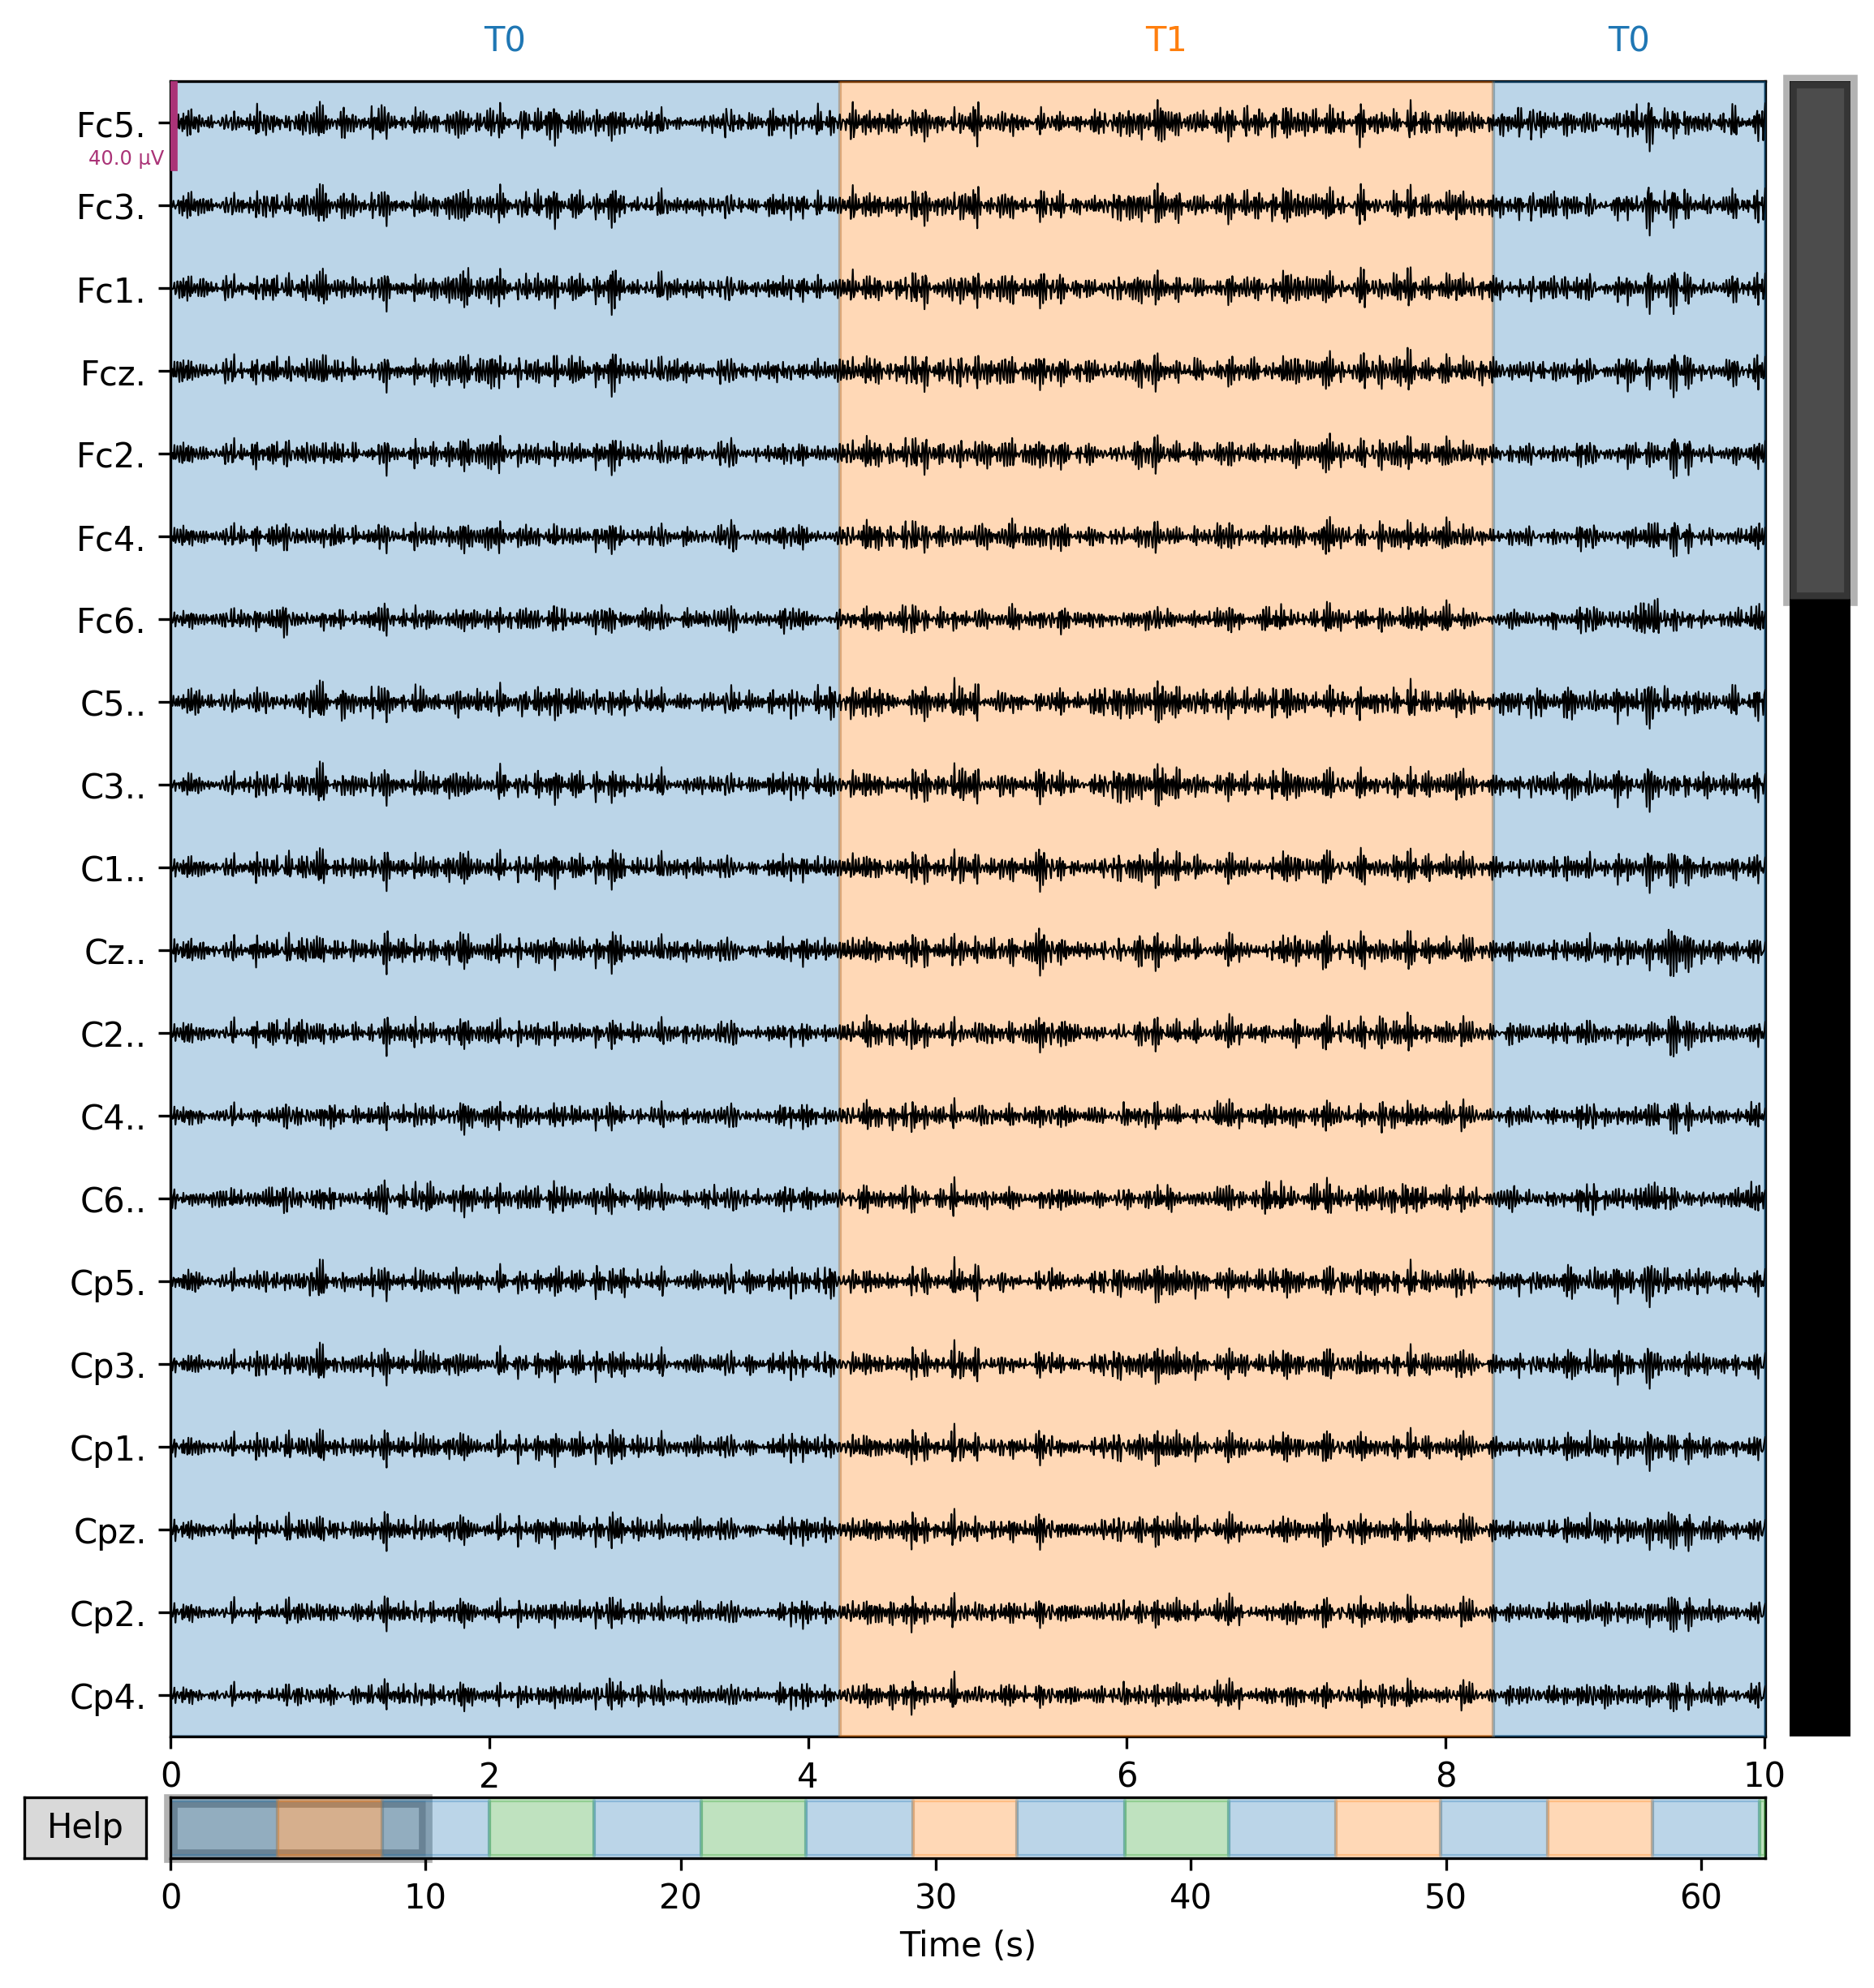 T0 T1 T0
Fc5.
40.0 µV
Fc3.
Fc1.
Fcz.
Fc2.
Fc4.
Fc6.
C5..
C3..
C1..
Cz..
C2..
C4..
C6..
Cp5.
Cp3.
Cp1.
Cpz.
Cp2.
Cp4.
0 2 4 6 8 10
Help
0 10 20 30 40 50 60
Time (s)